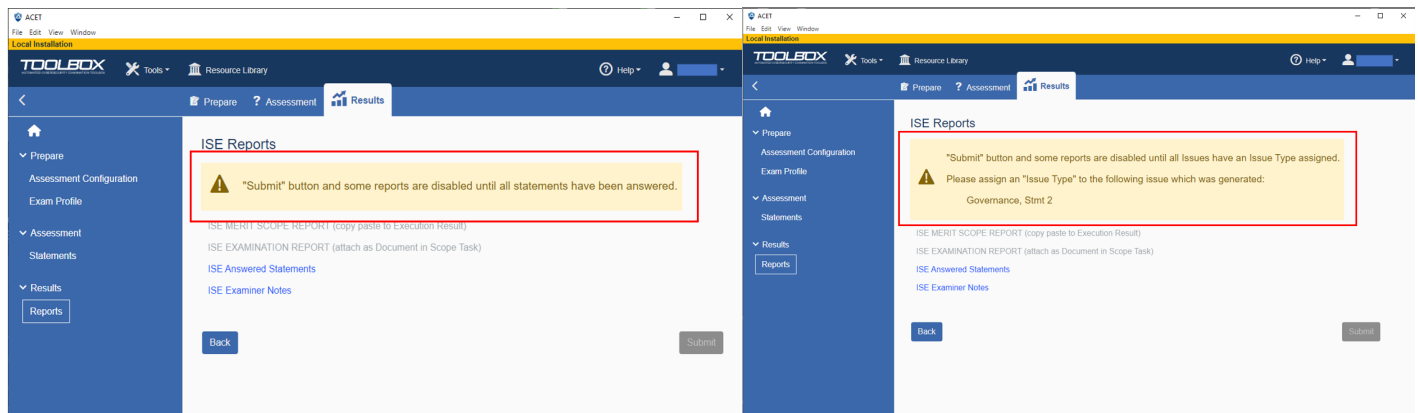 ACET
File Edit View Window
Local Installation
TOOLBOX
Tools
Resource Library
Help
Prepare
Assessment
Results
Prepare
Assessment Configuration
Exam Profile
Assessment
Statements
Results
Reports
ISE Reports
"Submit" button and some reports are disabled until all statements have been answered.
ISE MERIT SCOPE REPORT (copy paste to Execution Result)
ISE EXAMINATION REPORT (attach as Document in Scope Task)
ISE Answered Statements
ISE Examiner Notes
Back
Submit
ACET
File Edit View Window
Local Installation
TOOLBOX
Tools
Resource Library
Help
Prepare
Assessment
Results
Prepare
Assessment Configuration
Exam Profile
Assessment
Statements
Results
Reports
ISE Reports
"Submit" button and some reports are disabled until all Issues have an Issue Type assigned.
Please assign an "Issue Type" to the following issue which was generated:
Governance, Stmt 2
ISE MERIT SCOPE REPORT (copy paste to Execution Result)
ISE EXAMINATION REPORT (attach as Document in Scope Task)
ISE Answered Statements
ISE Examiner Notes
Back
Submit